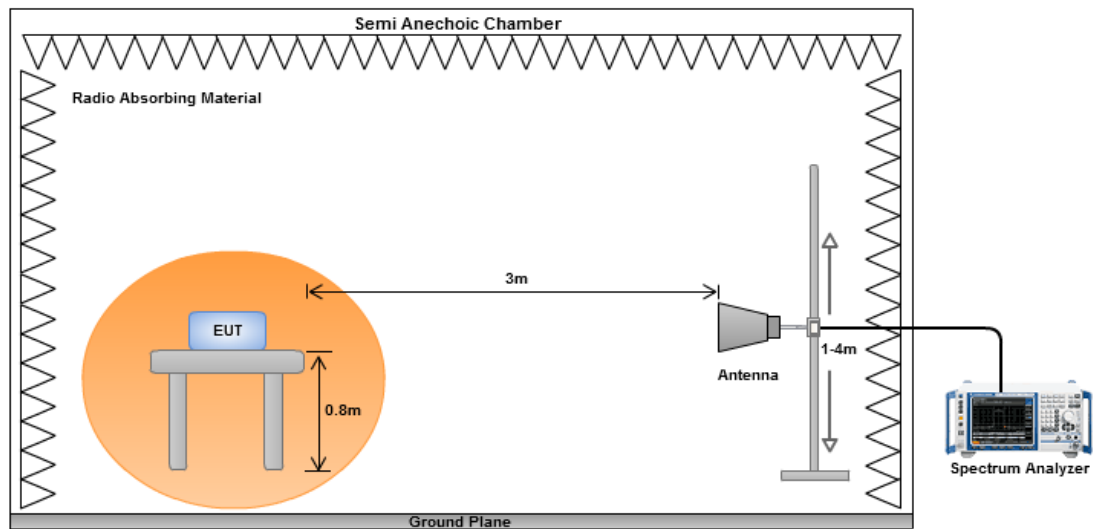 Semi Anechoic Chamber
Radio Absorbing Material
3m
EUT
1-4m
Antenna
0.8m
Spectrum Analyzer
Ground Plane